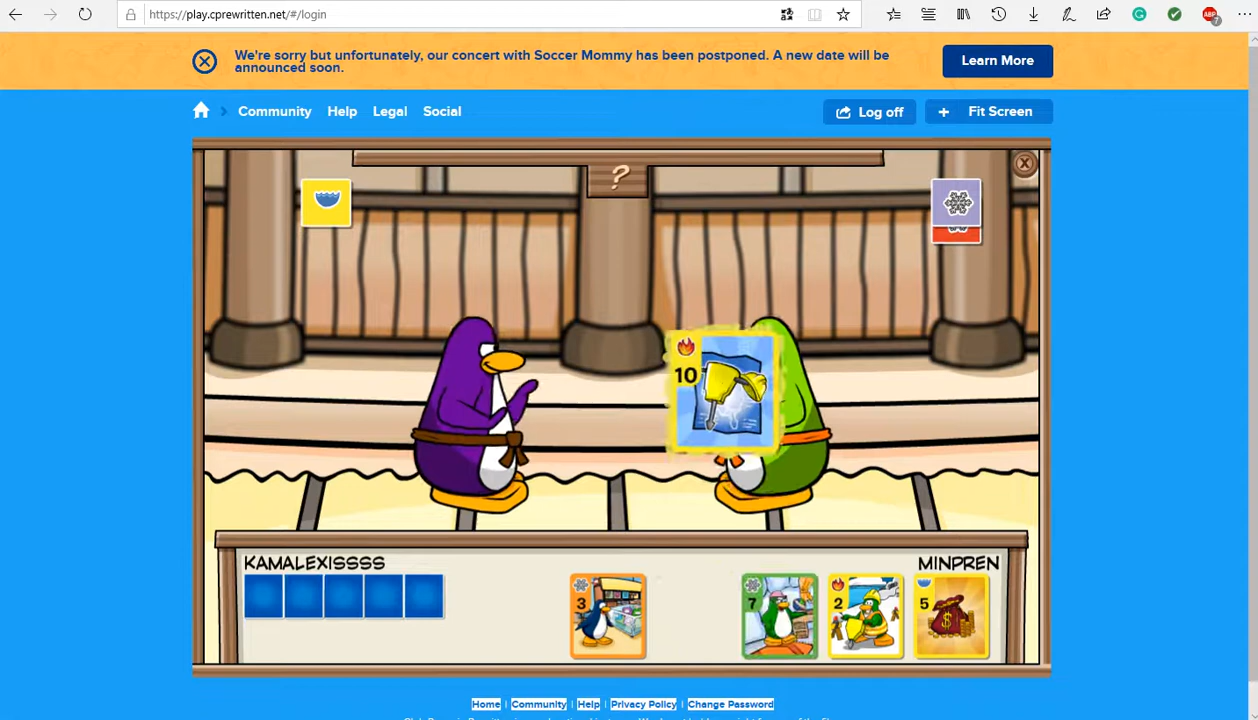 https://play.cprewritten.net/#/login
ABP
7
We're sorry but unfortunately, our concert with Soccer Mommy has been postponed. A new date will be
announced soon.
Learn More
Community Help Legal Social
Log off
+ Fit Screen
?
10
KAMALEXISSSS
MINPREN
3
7
2
5
$
Home | Community | Help | Privacy Policy | Change Password